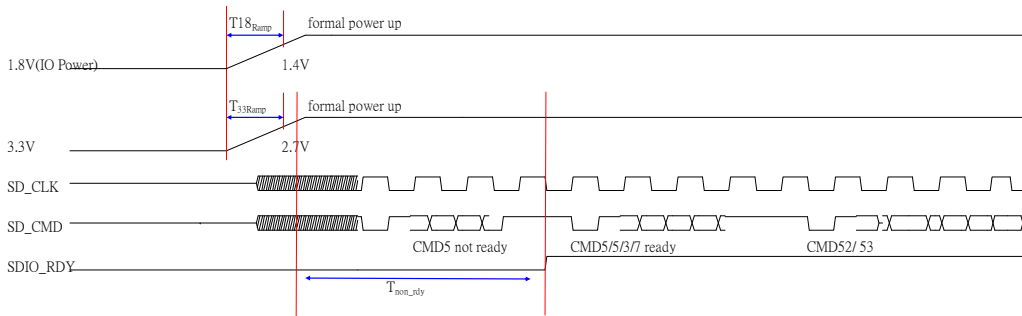 T18Ramp formal power up
1.8V(IO Power) 1.4V
T33Ramp formal power up
3.3V 2.7V
SD_CLK
SD_CMD
CMD5 not ready CMD5/5/3/7 ready CMD52/ 53
SDIO_RDY
Tnon_rdy